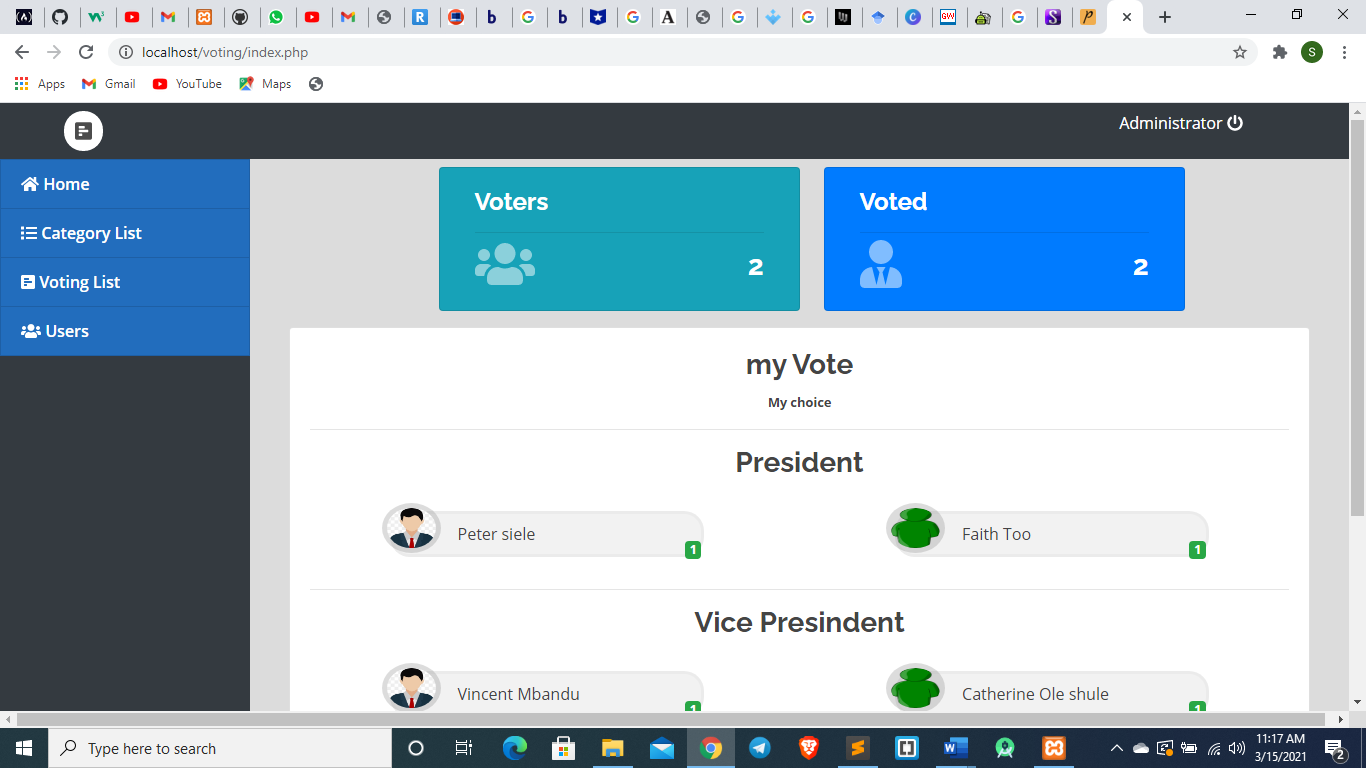 localhost/voting/index.php
S
Apps
Gmail
YouTube
Maps
Administrator
Home
Category List
Voting List
Users
Voters
2
Voted
2
my Vote
My choice
President
Peter siele
1
Faith Too
1
Vice Presindent
Vincent Mbandu
1
Catherine Ole shule
1
Type here to search
11:17 AM
3/15/2021
2